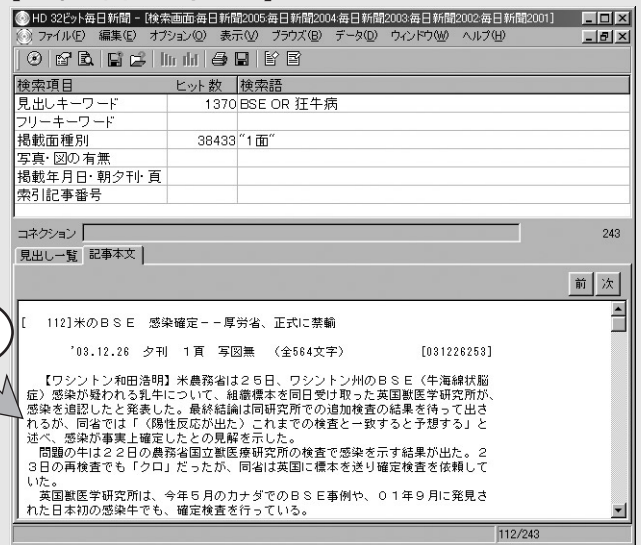 HD 32ビット毎日新聞 - [検索画面:毎日新聞2005:毎日新聞2004:毎日新聞2003:毎日新聞2002:毎日新聞2001]
ファイル(F) 編集(E) オプション(O) 表示(V) ブラウズ(B) データ(D) ウィンドウ(W) ヘルプ(H)
検索項目 ヒット数 検索語
見出しキーワード 1370 BSE OR 狂牛病
フリーキーワード
掲載面種別 38433 "1面"
写真・図の有無
掲載年月日・朝夕刊・頁
索引記事番号
コネクション 243
見出し一覧 記事本文
前 次
[ 112]米のBSE 感染確定--厚労省、正式に禁輸
'03.12.26 夕刊 1頁 写図無 (全564文字) [031226253]
【ワシントン和田浩明】米農務省は25日、ワシントン州のBSE(牛海綿状脳
症)感染が疑われる乳牛について、組織標本を同日受け取った英国獣医学研究所が、
感染を追認したと発表した。最終結論は同研究所での追加検査の結果を待って出さ
れるが、同省では「(陽性反応が出た)これまでの検査と一致すると予想する」と
述べ、感染が事実上確定したとの見解を示した。
問題の牛は22日の農務省国立獣医療研究所の検査で感染を示す結果が出た。2
3日の再検査でも「クロ」だったが、同省は英国に標本を送り確定検査を依頼して
いた。
英国獣医学研究所は、今年5月のカナダでのBSE事例や、01年9月に発見さ
れた日本初の感染牛でも、確定検査を行っている。
112/243